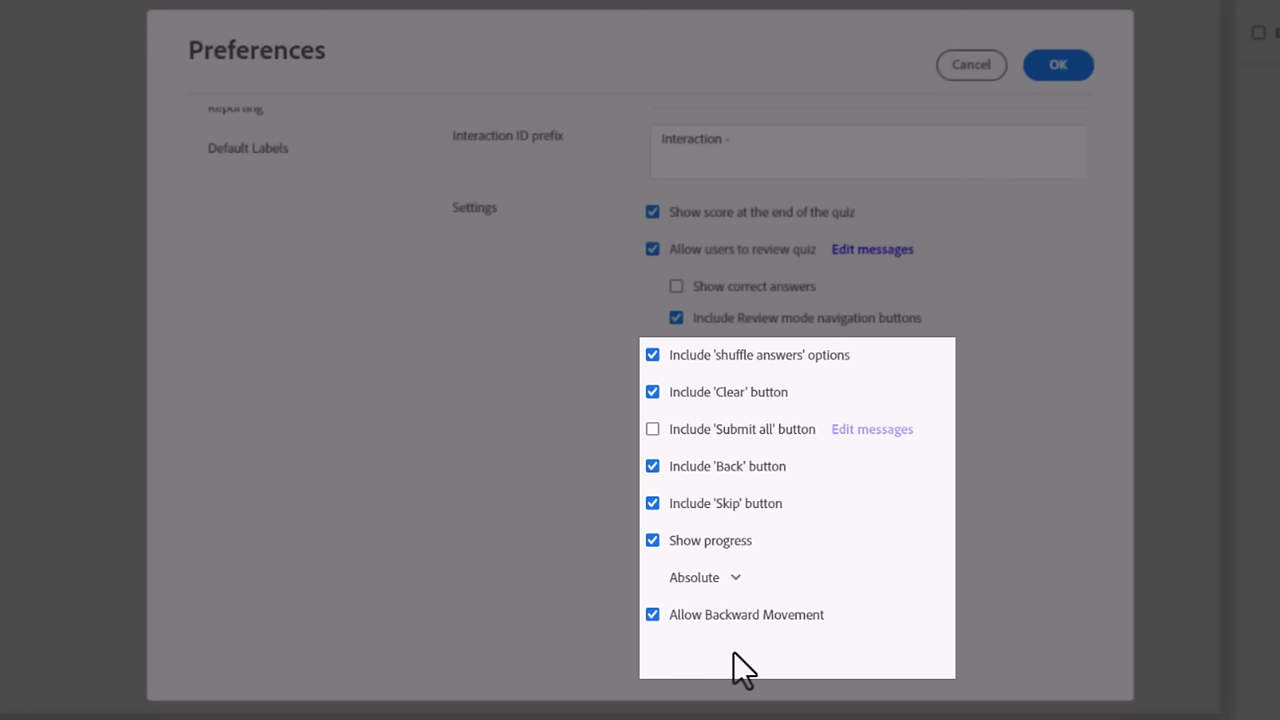 Preferences
Cancel
OK
Reporting
Default Labels
Interaction ID prefix
Interaction -
Settings
Show score at the end of the quiz
Allow users to review quiz Edit messages
Show correct answers
Include Review mode navigation buttons
Include 'shuffle answers' options
Include 'Clear' button
Include 'Submit all' button Edit messages
Include 'Back' button
Include 'Skip' button
Show progress
Absolute
Allow Backward Movement